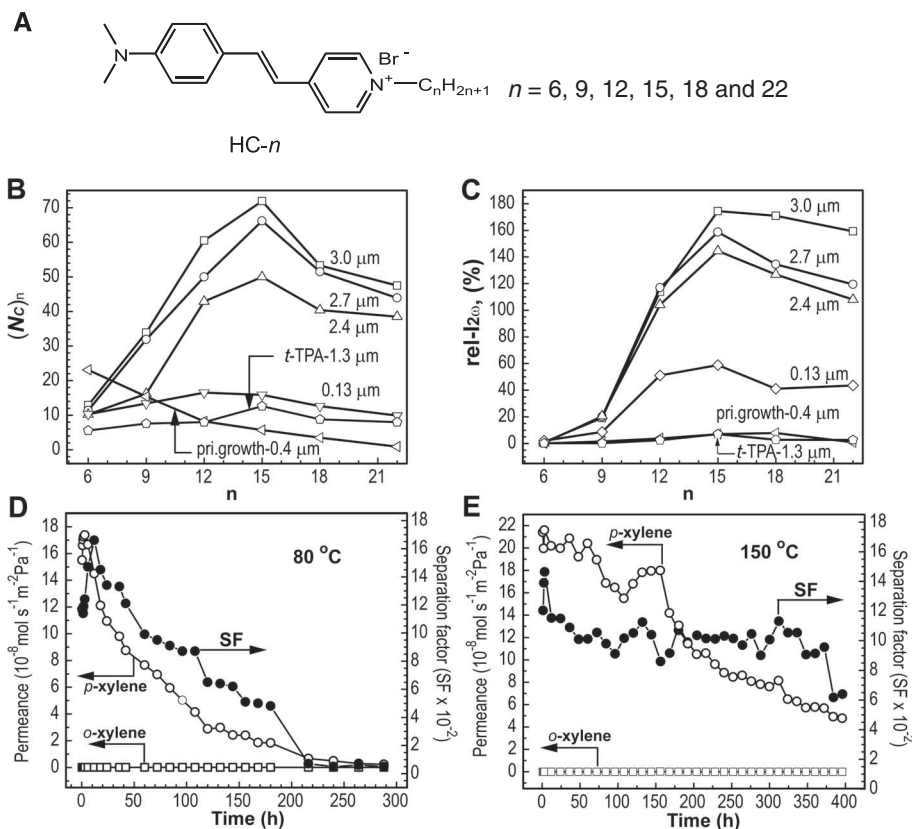 A
N
Br⁻
N⁺
CₙH₂ₙ₊₁
n = 6, 9, 12, 15, 18 and 22
HC-n
B
70
60
50
40
30
20
10
0
(Nc)n
3.0 µm
2.7 µm
2.4 µm
t-TPA-1.3 µm
0.13 µm
pri.growth-0.4 µm
6 9 12 15 18 21
n
C
180
160
140
120
100
80
60
40
20
0
rel-I2ω, (%)
3.0 µm
2.7 µm
2.4 µm
0.13 µm
pri.growth-0.4 µm
t-TPA-1.3 µm
6 9 12 15 18 21
n
D
80 °C
18
16
14
12
10
8
6
4
2
0
Permeance (10⁻⁸mol s⁻¹m⁻²Pa⁻¹)
SF
p-xylene
o-xylene
18
16
14
12
10
8
6
4
2
0
Separation factor (SF x 10⁻²)
0 50 100 150 200 250 300
Time (h)
E
150 °C
22
20
18
16
14
12
10
8
6
4
2
0
Permeance (10⁻⁸mol s⁻¹m⁻²Pa⁻¹)
p-xylene
SF
o-xylene
18
16
14
12
10
8
6
4
2
0
Separation factor (SF x 10⁻²)
0 50 100 150 200 250 300 350 400
Time (h)